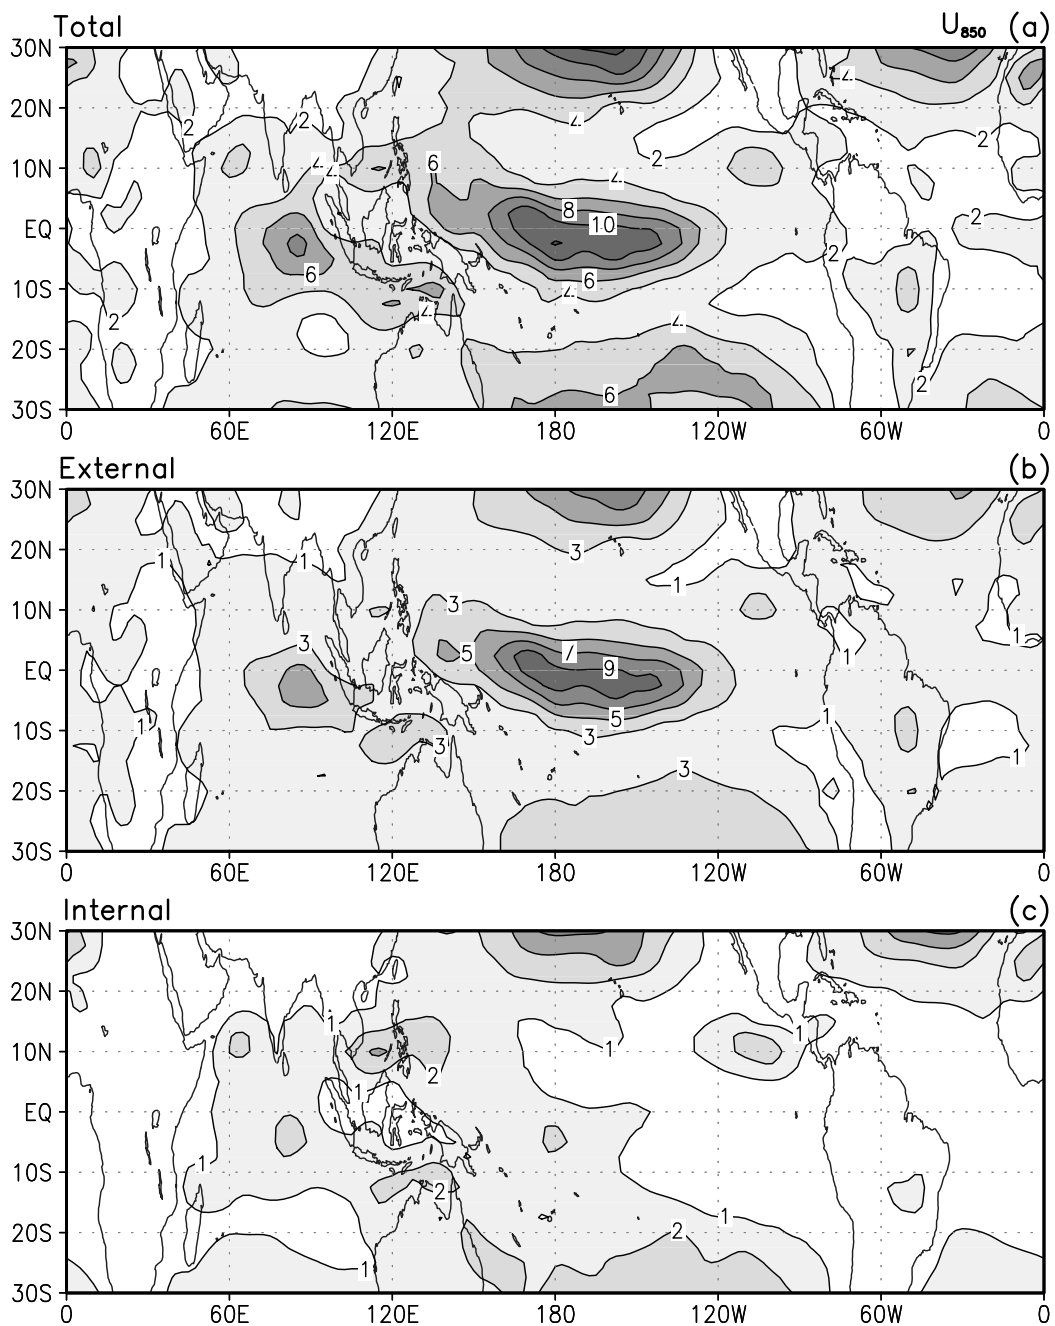 Total U850 (a)
30N
4
20N
2 2 4 2 2
10N
4 4 6 4
8 10 2
EQ
2
6 6
10S
4
2 4 4
20S
6 2
30S
0 60E 120E 180 120W 60W 0
External (b)
30N
20N
1 1 3 1
10N
3 1
3 5 7 9 1
EQ
1 5 1
10S
3 3 1
3
20S
30S
0 60E 120E 180 120W 60W 0
Internal (c)
30N
20N
1 1 1
10N
1 2
EQ
1
10S
2 1
2
20S
1
30S
0 60E 120E 180 120W 60W 0